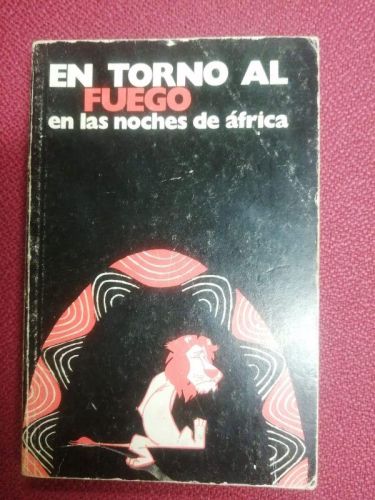 EN TORNO AL
FUEGO
en las noches de áfrica